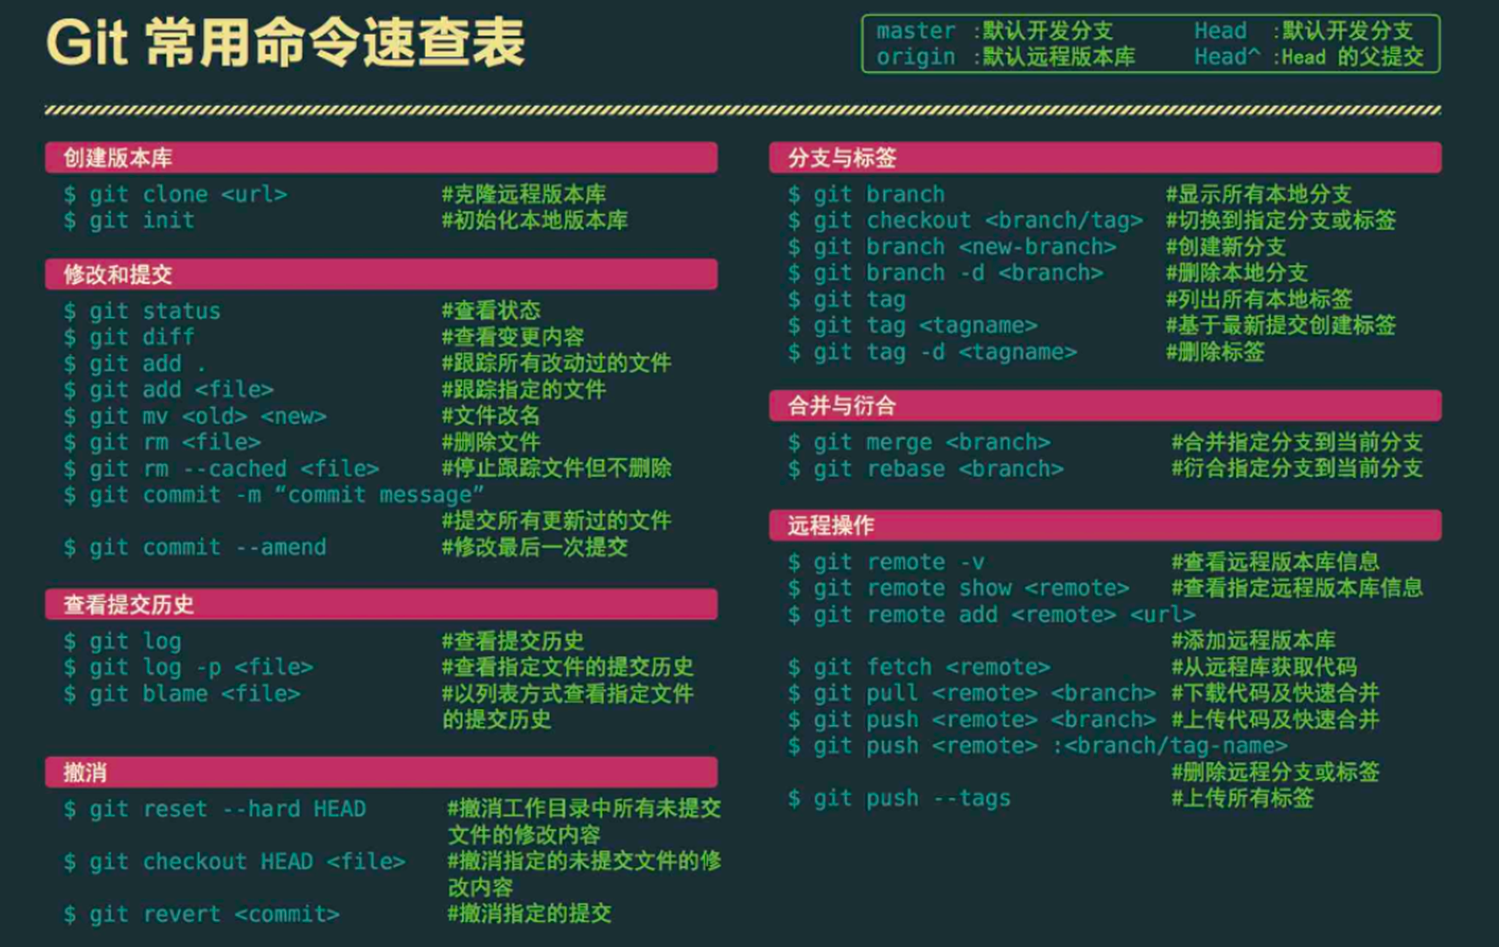 Git 常用命令速查表
master :默认开发分支 Head :默认开发分支
origin :默认远程版本库 Head^ :Head 的父提交
创建版本库
$ git clone <url> #克隆远程版本库
$ git init #初始化本地版本库
修改和提交
$ git status #查看状态
$ git diff #查看变更内容
$ git add . #跟踪所有改动过的文件
$ git add <file> #跟踪指定的文件
$ git mv <old> <new> #文件改名
$ git rm <file> #删除文件
$ git rm --cached <file> #停止跟踪文件但不删除
$ git commit -m “commit message”
#提交所有更新过的文件
$ git commit --amend #修改最后一次提交
查看提交历史
$ git log #查看提交历史
$ git log -p <file> #查看指定文件的提交历史
$ git blame <file> #以列表方式查看指定文件
的提交历史
撤消
$ git reset --hard HEAD #撤消工作目录中所有未提交
文件的修改内容
$ git checkout HEAD <file> #撤消指定的未提交文件的修
改内容
$ git revert <commit> #撤消指定的提交
分支与标签
$ git branch #显示所有本地分支
$ git checkout <branch/tag> #切换到指定分支或标签
$ git branch <new-branch> #创建新分支
$ git branch -d <branch> #删除本地分支
$ git tag #列出所有本地标签
$ git tag <tagname> #基于最新提交创建标签
$ git tag -d <tagname> #删除标签
合并与衍合
$ git merge <branch> #合并指定分支到当前分支
$ git rebase <branch> #衍合指定分支到当前分支
远程操作
$ git remote -v #查看远程版本库信息
$ git remote show <remote> #查看指定远程版本库信息
$ git remote add <remote> <url>
#添加远程版本库
$ git fetch <remote> #从远程库获取代码
$ git pull <remote> <branch> #下载代码及快速合并
$ git push <remote> <branch> #上传代码及快速合并
$ git push <remote> :<branch/tag-name>
#删除远程分支或标签
$ git push --tags #上传所有标签